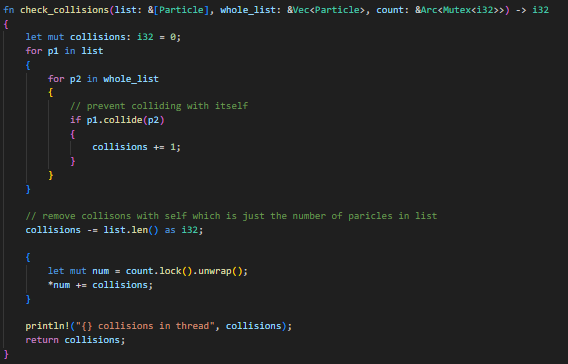 fn check_collisions(list: &[Particle], whole_list: &Vec<Particle>, count: &Arc<Mutex<i32>>) -> i32
{
    let mut collisions: i32 = 0;
    for p1 in list
    {
        for p2 in whole_list
        {
            // prevent colliding with itself
            if p1.collide(p2)
            {
                collisions += 1;
            }
        }
    }

    // remove collisons with self which is just the number of paricles in list
    collisions -= list.len() as i32;

    {
        let mut num = count.lock().unwrap();
        *num += collisions;
    }

    println!("{} collisions in thread", collisions);
    return collisions;
}